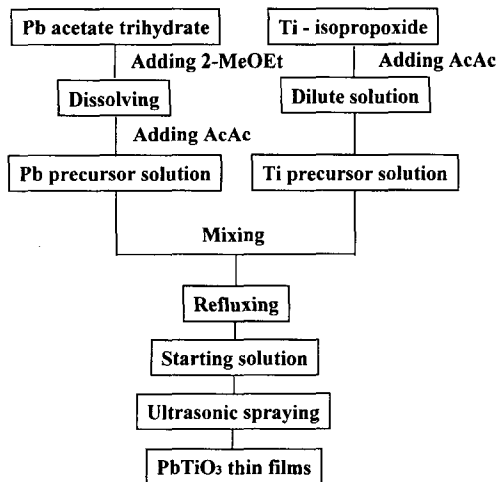 Pb acetate trihydrate
Ti - isopropoxide
Adding 2-MeOEt
Adding AcAc
Dissolving
Dilute solution
Adding AcAc
Pb precursor solution
Ti precursor solution
Mixing
Refluxing
Starting solution
Ultrasonic spraying
PbTiO₃ thin films